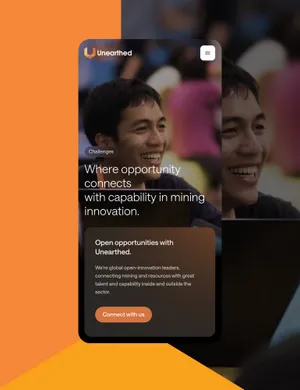 Unearthed
Challenges
Where opportunity
connects
with capability in mining
innovation.
Open opportunities with
Unearthed.
We're global open-innovation leaders,
connecting mining and resources with great
talent and capability inside and outside the
sector.
Connect with us